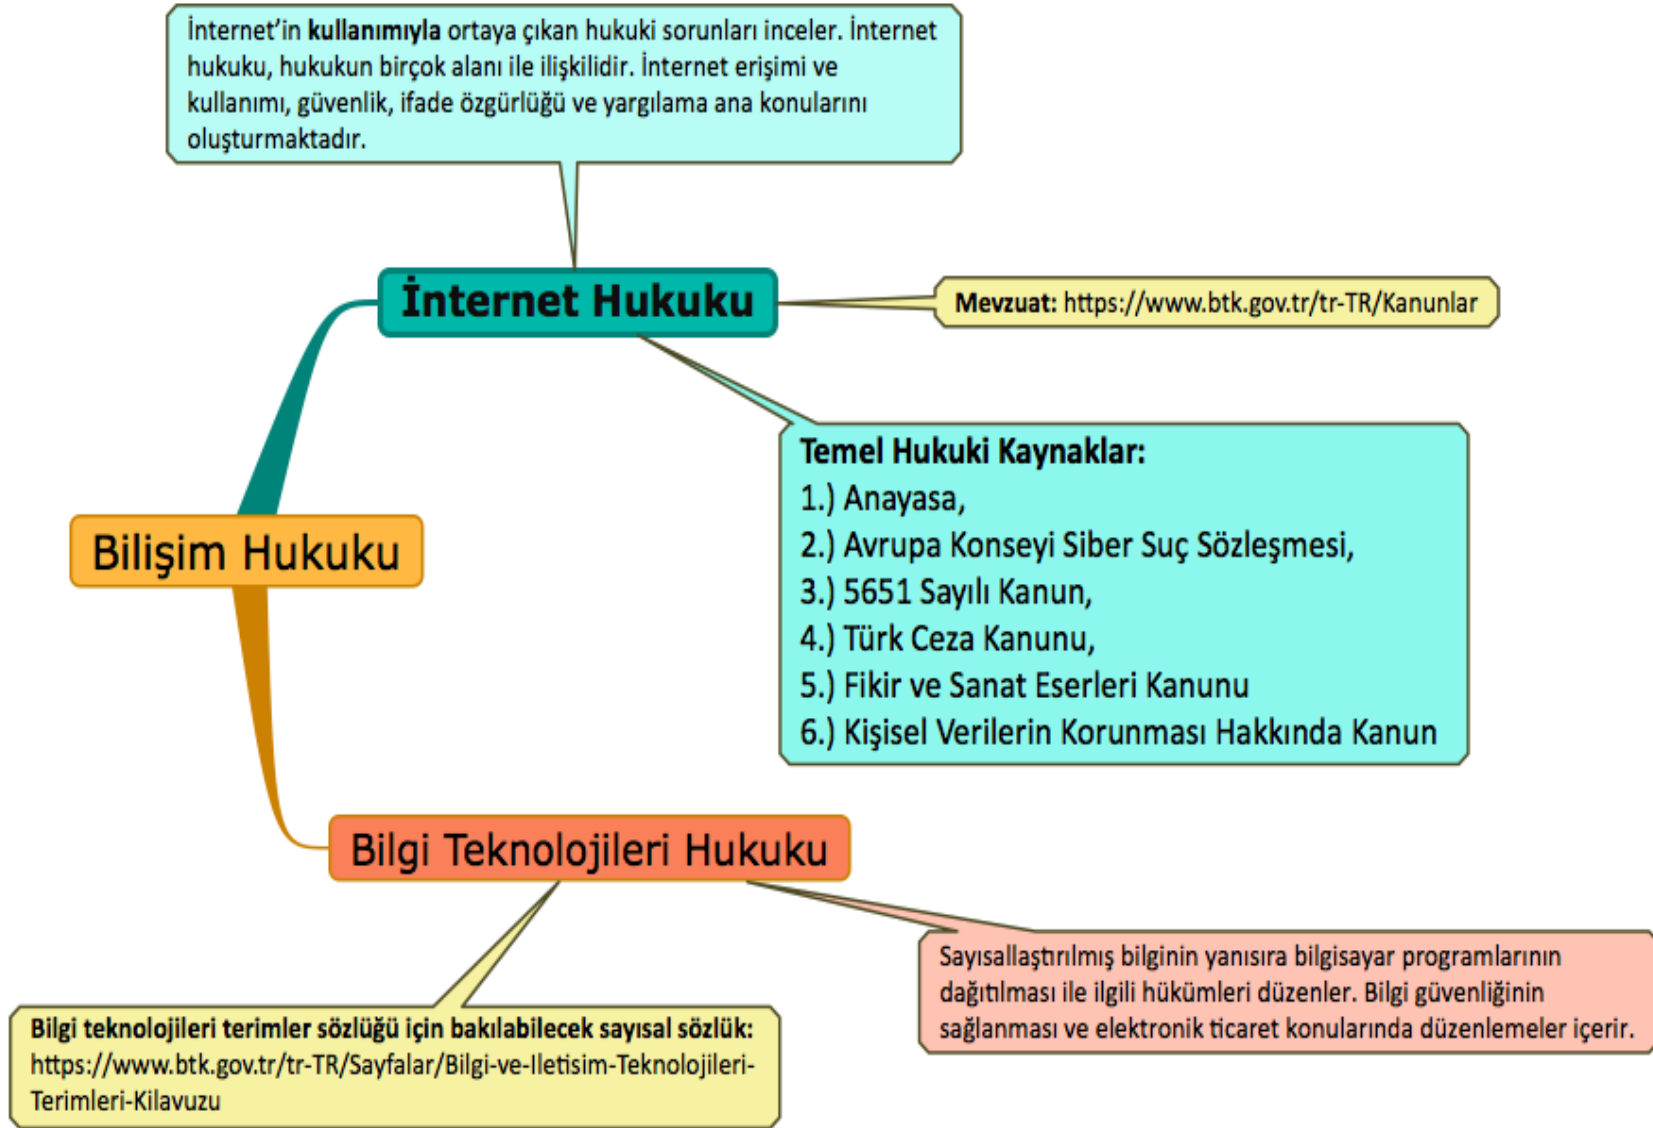 İnternet’in kullanımıyla ortaya çıkan hukuki sorunları inceler. İnternet
hukuku, hukukun birçok alanı ile ilişkilidir. İnternet erişimi ve
kullanımı, güvenlik, ifade özgürlüğü ve yargılama ana konularını
oluşturmaktadır.
İnternet Hukuku
Mevzuat: https://www.btk.gov.tr/tr-TR/Kanunlar
Temel Hukuki Kaynaklar:
1.) Anayasa,
2.) Avrupa Konseyi Siber Suç Sözleşmesi,
3.) 5651 Sayılı Kanun,
4.) Türk Ceza Kanunu,
5.) Fikir ve Sanat Eserleri Kanunu
6.) Kişisel Verilerin Korunması Hakkında Kanun
Bilişim Hukuku
Bilgi Teknolojileri Hukuku
Sayısallaştırılmış bilginin yanısıra bilgisayar programlarının
dağıtılması ile ilgili hükümleri düzenler. Bilgi güvenliğinin
sağlanması ve elektronik ticaret konularında düzenlemeler içerir.
Bilgi teknolojileri terimler sözlüğü için bakılabilecek sayısal sözlük:
https://www.btk.gov.tr/tr-TR/Sayfalar/Bilgi-ve-Iletisim-Teknolojileri-
Terimleri-Kilavuzu